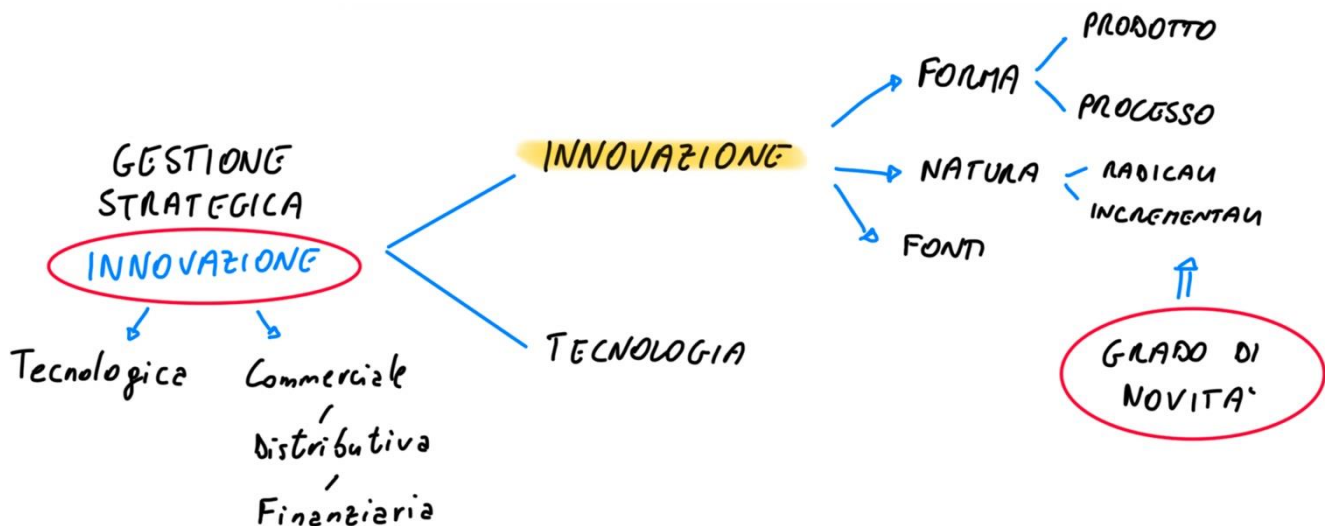 GESTIONE
STRATEGICA
INNOVAZIONE
Tecnologica
Commerciale
/
Distributiva
/
Finanziaria
INNOVAZIONE
TECNOLOGIA
FORMA
PRODOTTO
PROCESSO
NATURA
RADICALI
INCREMENTALI
FONTI
GRADO DI
NOVITA'